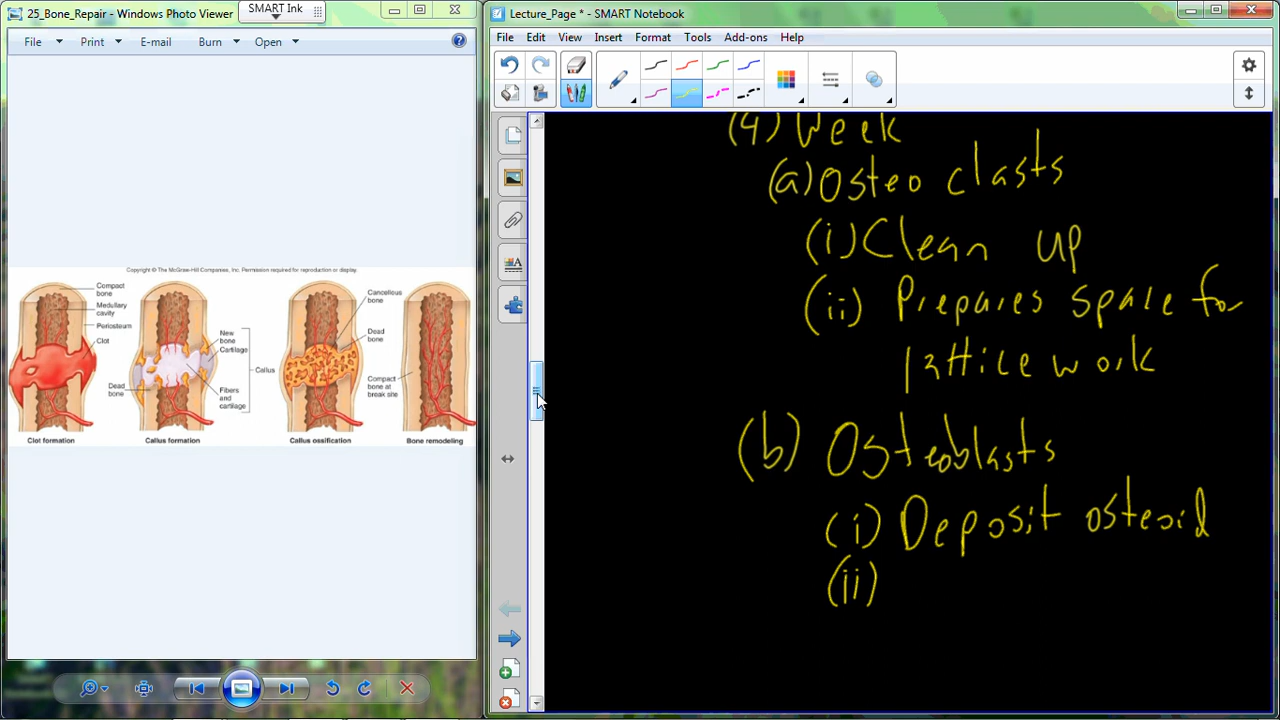 25_Bone_Repair - Windows Photo Viewer
SMART Ink
File Print E-mail Burn Open
Copyright © The McGraw-Hill Companies, Inc. Permission required for reproduction or display.
Compact bone
Medullary cavity
Periosteum
Clot
Dead bone
New bone
Cartilage
Callus
Fibers and cartilage
Cancellous bone
Dead bone
Compact bone at break site
Clot formation
Callus formation
Callus ossification
Bone remodeling
Lecture_Page * - SMART Notebook
File Edit View Insert Format Tools Add-ons Help
(4) Week
(a) Osteo clasts
(i) Clean up
(ii) Prepares space for
lattice work
(b) Osteoblasts
(i) Deposit osteoid
(ii)